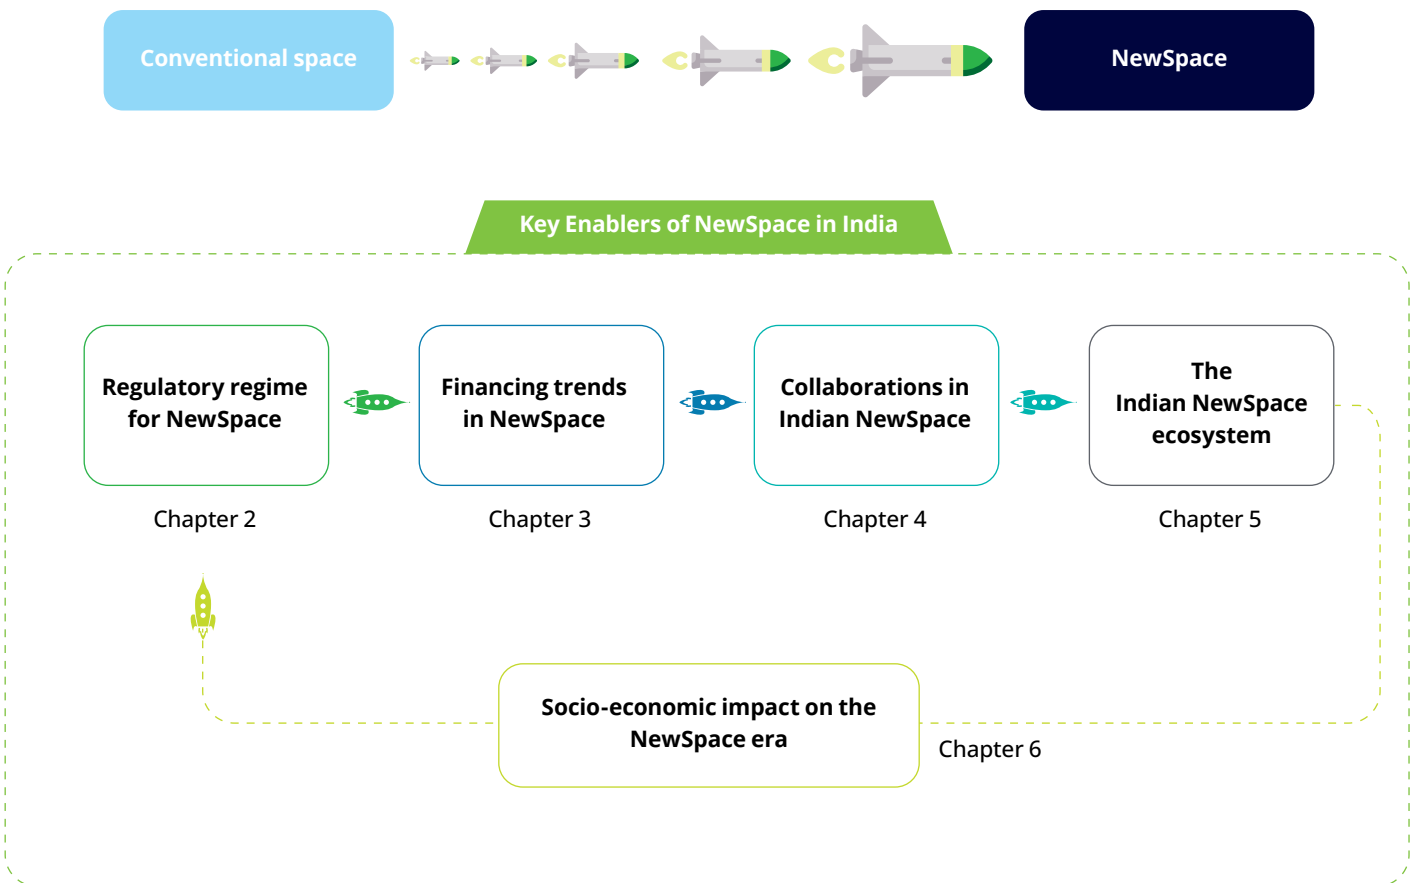 Conventional space
NewSpace
Key Enablers of NewSpace in India
Regulatory regime
for NewSpace
Chapter 2
Financing trends
in NewSpace
Chapter 3
Collaborations in
Indian NewSpace
Chapter 4
The
Indian NewSpace
ecosystem
Chapter 5
Socio-economic impact on the
NewSpace era
Chapter 6